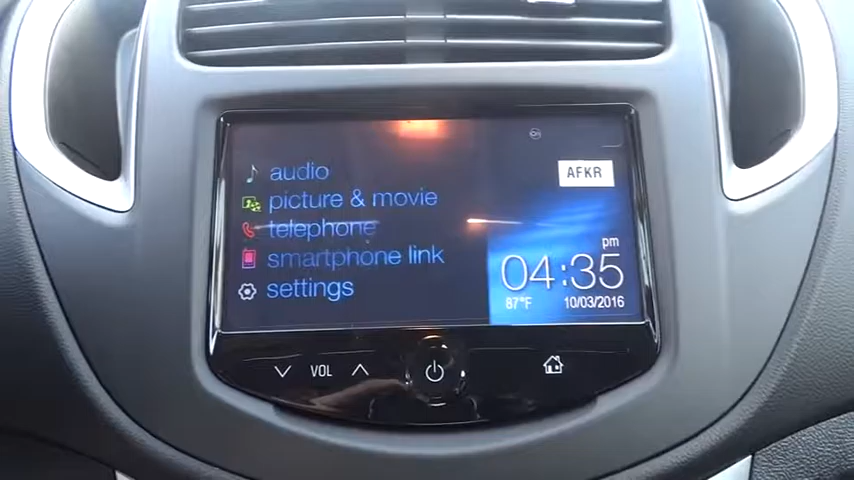 audio
picture & movie
telephone
smartphone link
settings
AFKR
pm
04:35
87°F 10/03/2016
VOL